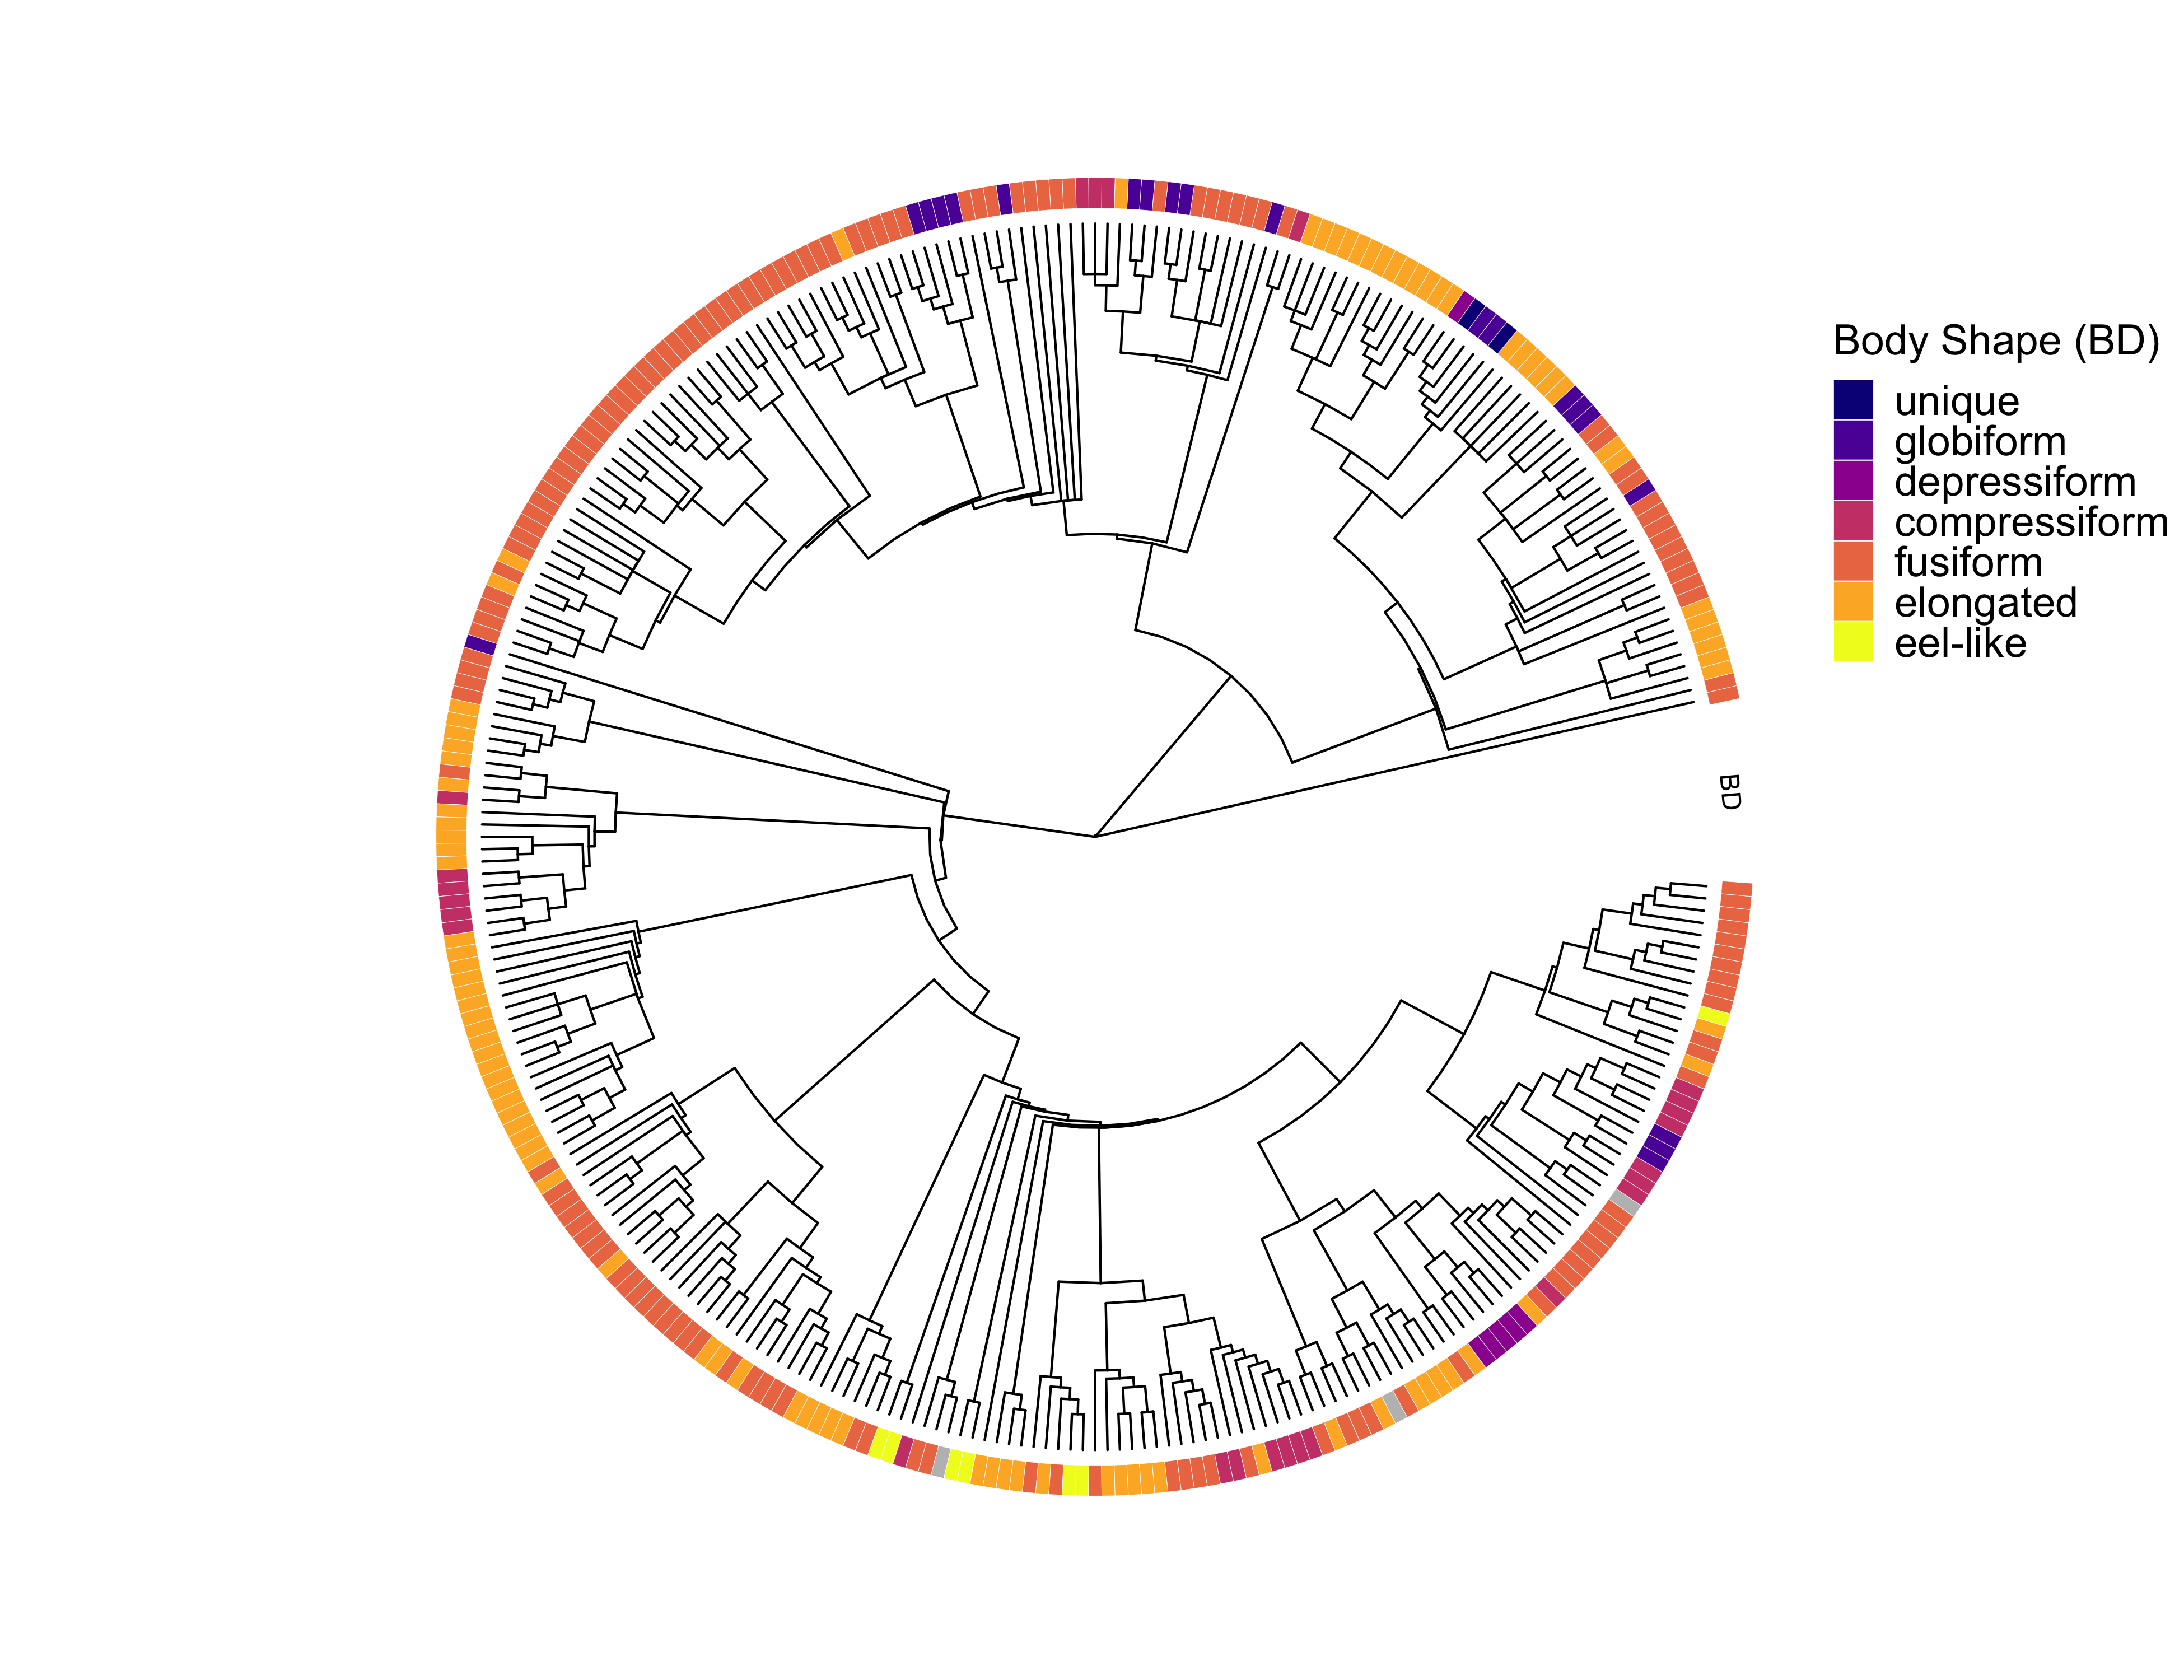 Body Shape (BD)
unique
globiform
depressiform
compressiform
fusiform
elongated
eel-like
BD